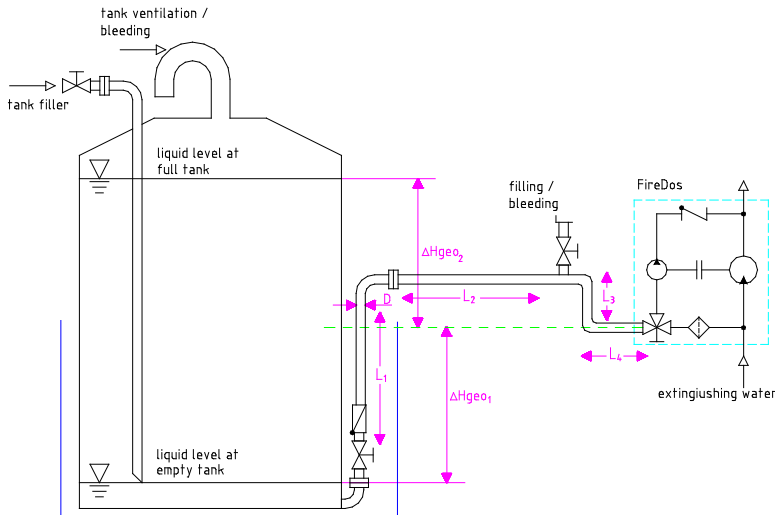 tank ventilation /
bleeding
tank filler
liquid level at
full tank
filling /
bleeding
FireDos
ΔHgeo₂
D
L₂
L₃
L₁
L₄
ΔHgeo₁
extingiushing water
liquid level at
empty tank